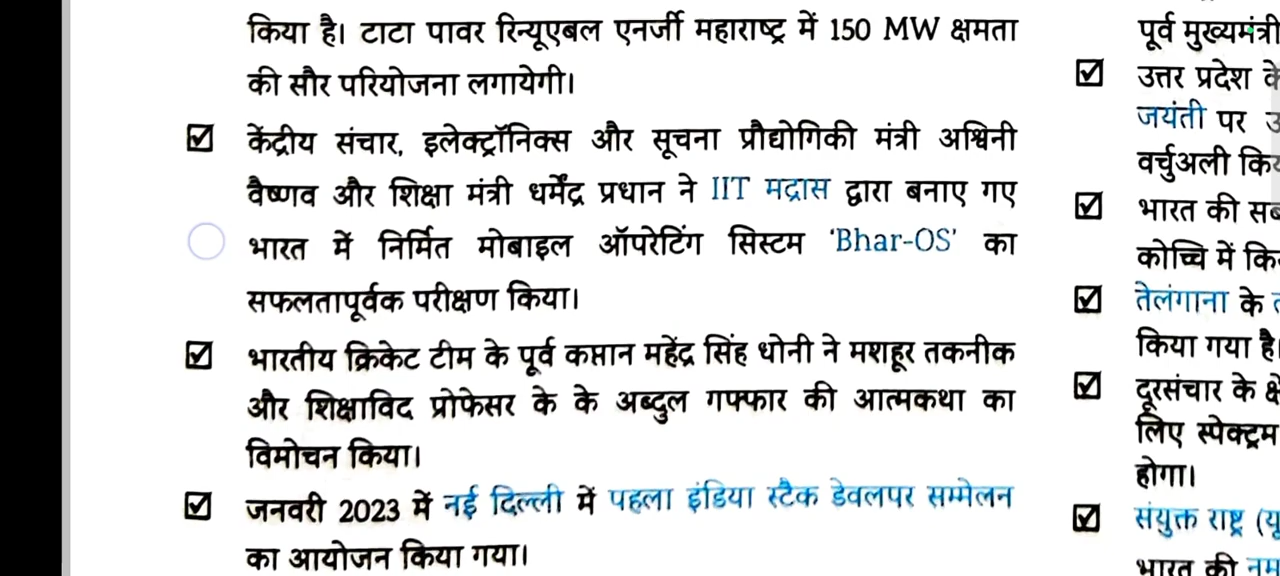 किया है। टाटा पावर रिन्यूएबल एनर्जी महाराष्ट्र में 150 MW क्षमता
की सौर परियोजना लगायेगी।
केंद्रीय संचार, इलेक्ट्रॉनिक्स और सूचना प्रौद्योगिकी मंत्री अश्विनी
वैष्णव और शिक्षा मंत्री धर्मेंद्र प्रधान ने IIT मद्रास द्वारा बनाए गए
भारत में निर्मित मोबाइल ऑपरेटिंग सिस्टम 'Bhar-OS' का
सफलतापूर्वक परीक्षण किया।
भारतीय क्रिकेट टीम के पूर्व कप्तान महेंद्र सिंह धोनी ने मशहूर तकनीक
और शिक्षाविद प्रोफेसर के के अब्दुल गफ्फार की आत्मकथा का
विमोचन किया।
जनवरी 2023 में नई दिल्ली में पहला इंडिया स्टैक डेवलपर सम्मेलन
का आयोजन किया गया।
पूर्व मुख्यमंत्री
उत्तर प्रदेश के
जयंती पर
वर्चुअली
भारत की
कोच्चि में
तेलंगाना के
किया गया है।
दूरसंचार के
लिए स्पेक्ट्रम
होगा।
संयुक्त राष्ट्र
भारत की